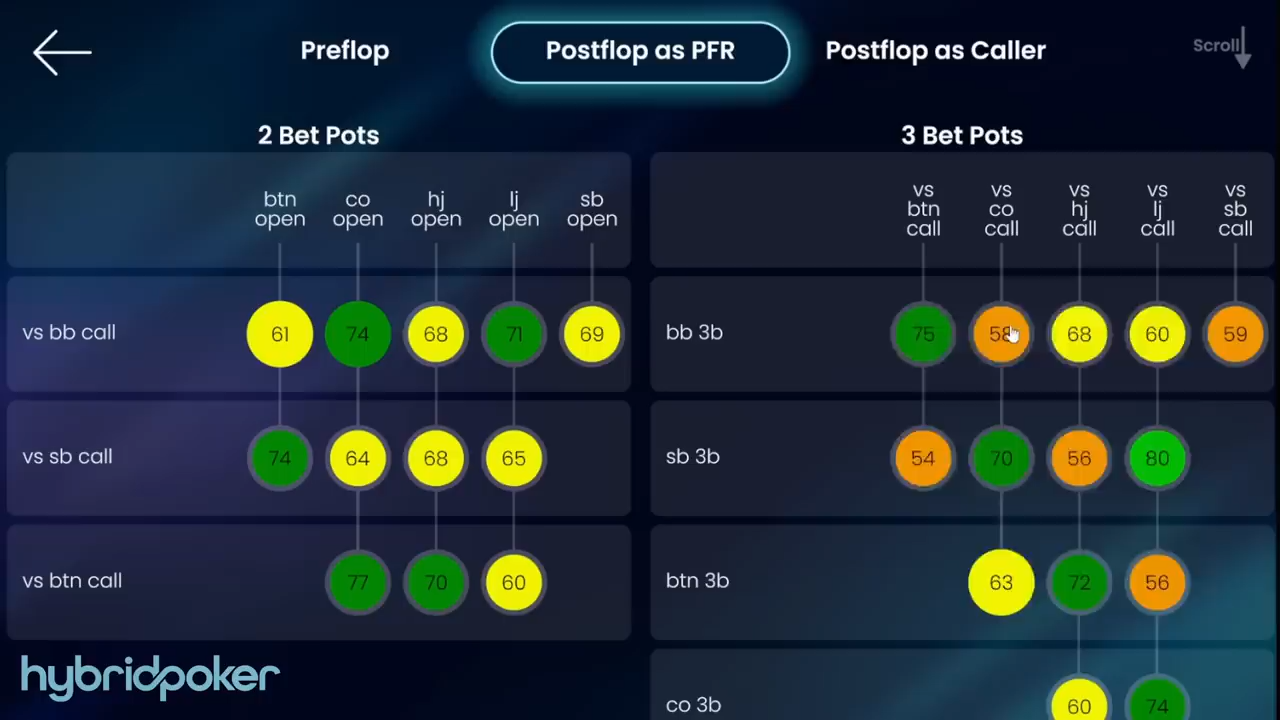 Preflop
Postflop as PFR
Postflop as Caller
Scroll
2 Bet Pots
btn open
co open
hj open
lj open
sb open
vs bb call
61
74
68
71
69
vs sb call
74
64
68
65
vs btn call
77
70
60
3 Bet Pots
vs btn call
vs co call
vs hj call
vs lj call
vs sb call
bb 3b
75
58
68
60
59
sb 3b
54
70
56
80
btn 3b
63
72
56
co 3b
60
74
hybridpoker